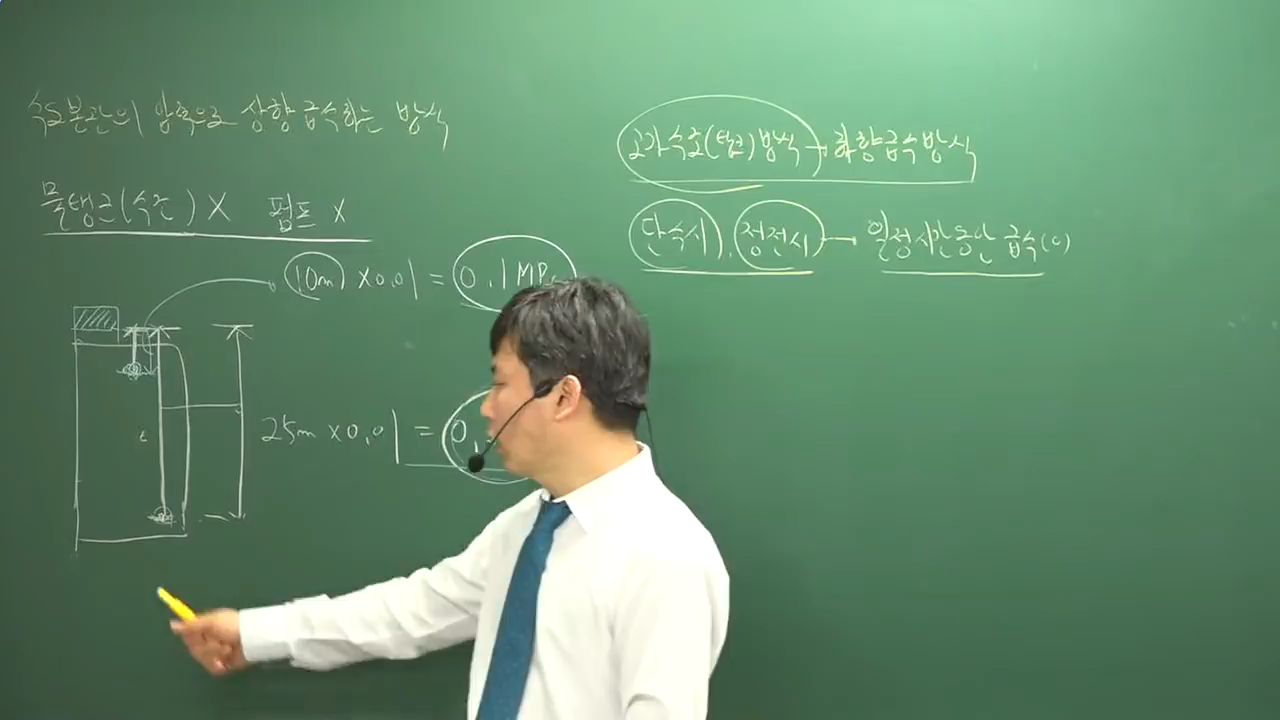 수도본관의 압력으로 상향급수하는 방식
물탱크(수조) X 펌프 X
10m X0.01 = 0.1MP
25m X0.01 = 0.
고가수조(탱크)방식 → 하향급수방식
단수시, 정전시 → 일정시간동안 급수(o)